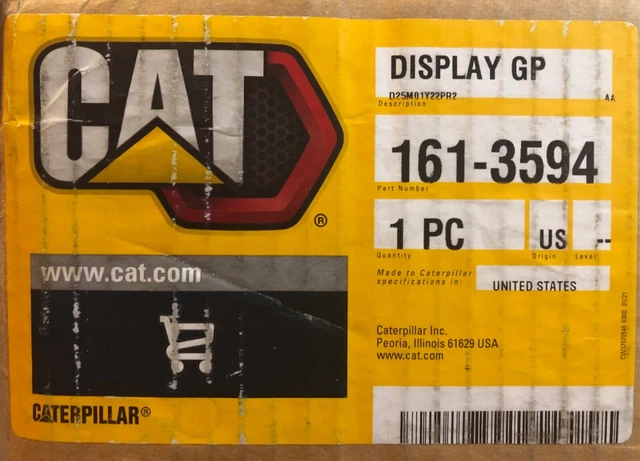 CAT
®
www.cat.com
CATERPILLAR®
DISPLAY GP
D25M01Y22PR2 AA
Description
161-3594
Part Number
1 PC US --
Quantity Origin Level
Made to Caterpillar
specifications in: UNITED STATES
Caterpillar Inc.
Peoria, Illinois 61629 USA
www.cat.com